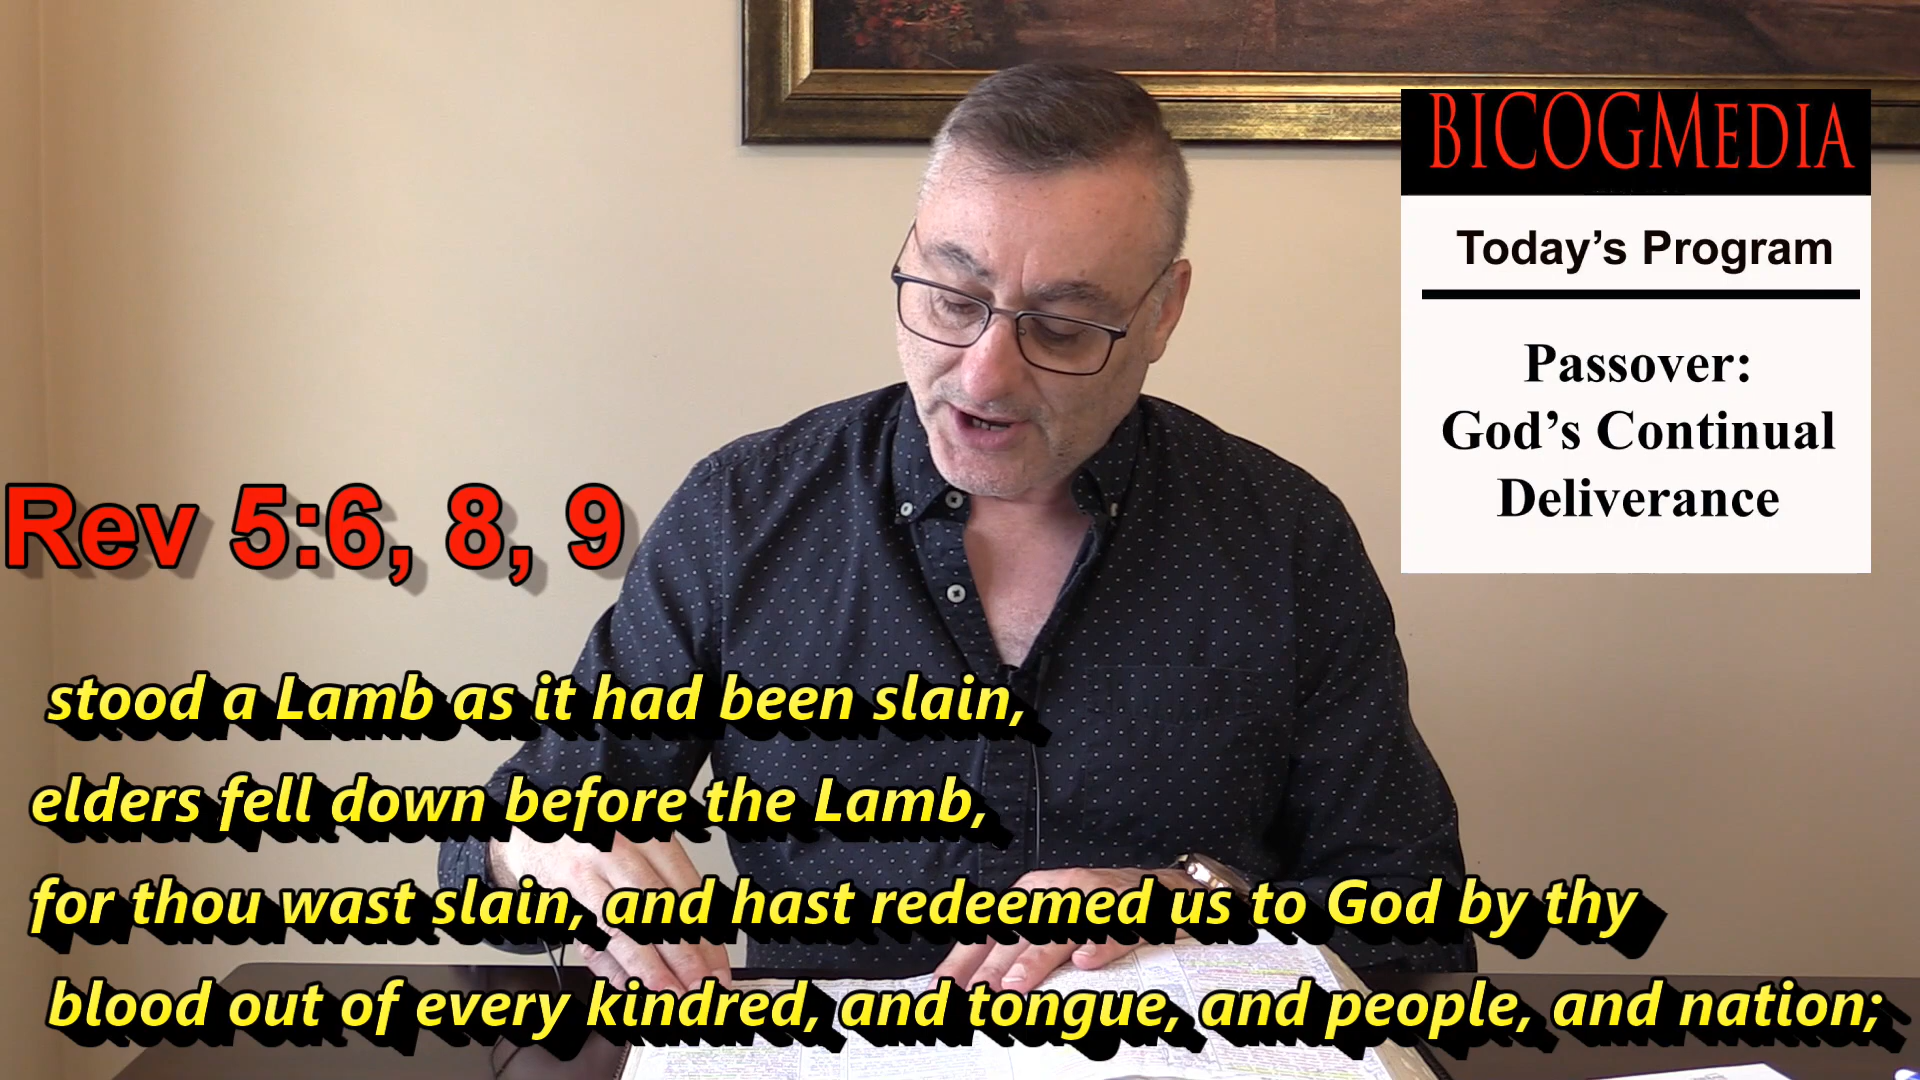 BICOGMEDIA
Today's Program
Passover:
God's Continual
Deliverance
Rev 5:6, 8, 9
stood a Lamb as it had been slain,
elders fell down before the Lamb,
for thou wast slain, and hast redeemed us to God by thy
blood out of every kindred, and tongue, and people, and nation;